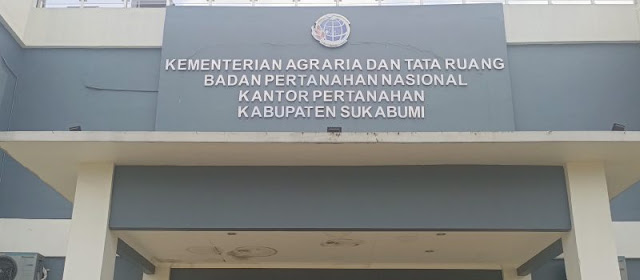 KEMENTERIAN AGRARIA DAN TATA RUANG
BADAN PERTANAHAN NASIONAL
KANTOR PERTANAHAN
KABUPATEN SUKABUMI